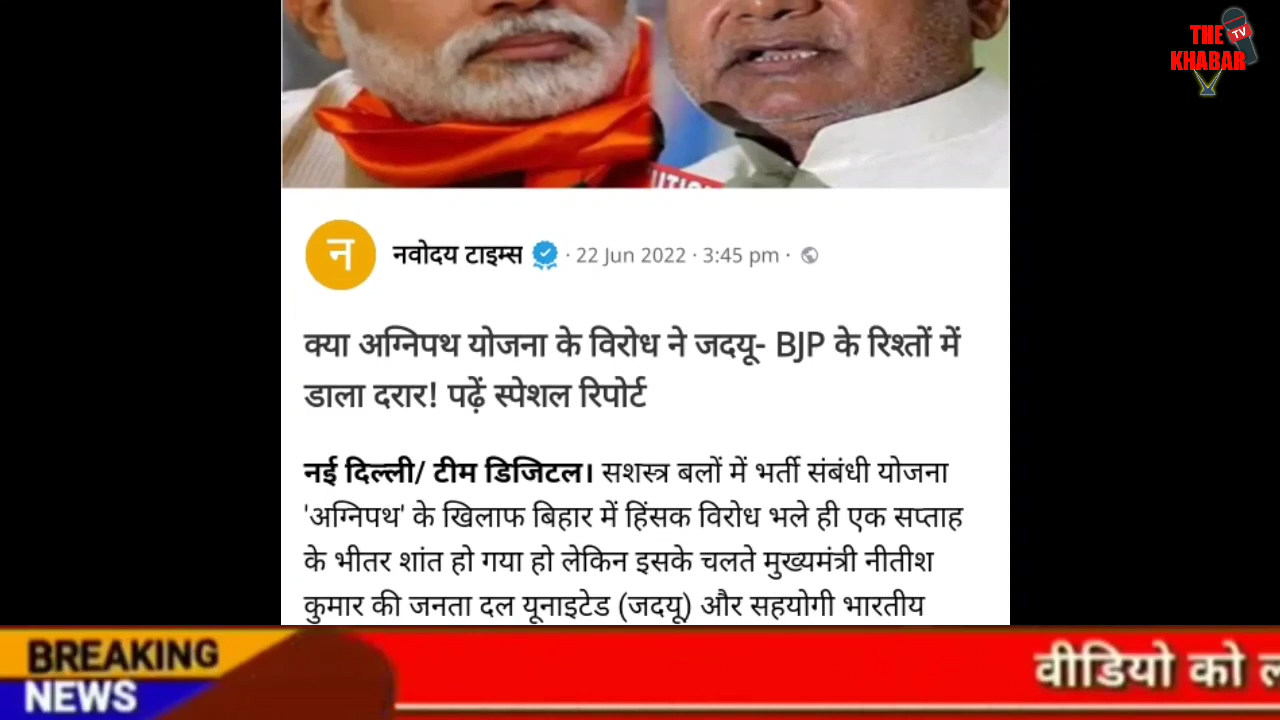 THE
TV
KHABAR
न
नवोदय टाइम्स · 22 Jun 2022 · 3:45 pm ·
क्या अग्निपथ योजना के विरोध ने जदयू- BJP के रिश्तों में
डाला दरार! पढ़ें स्पेशल रिपोर्ट
नई दिल्ली/ टीम डिजिटल। सशस्त्र बलों में भर्ती संबंधी योजना
'अग्निपथ' के खिलाफ बिहार में हिंसक विरोध भले ही एक सप्ताह
के भीतर शांत हो गया हो लेकिन इसके चलते मुख्यमंत्री नीतीश
कुमार की जनता दल यूनाइटेड (जदयू) और सहयोगी भारतीय
BREAKING
NEWS
वीडियो को